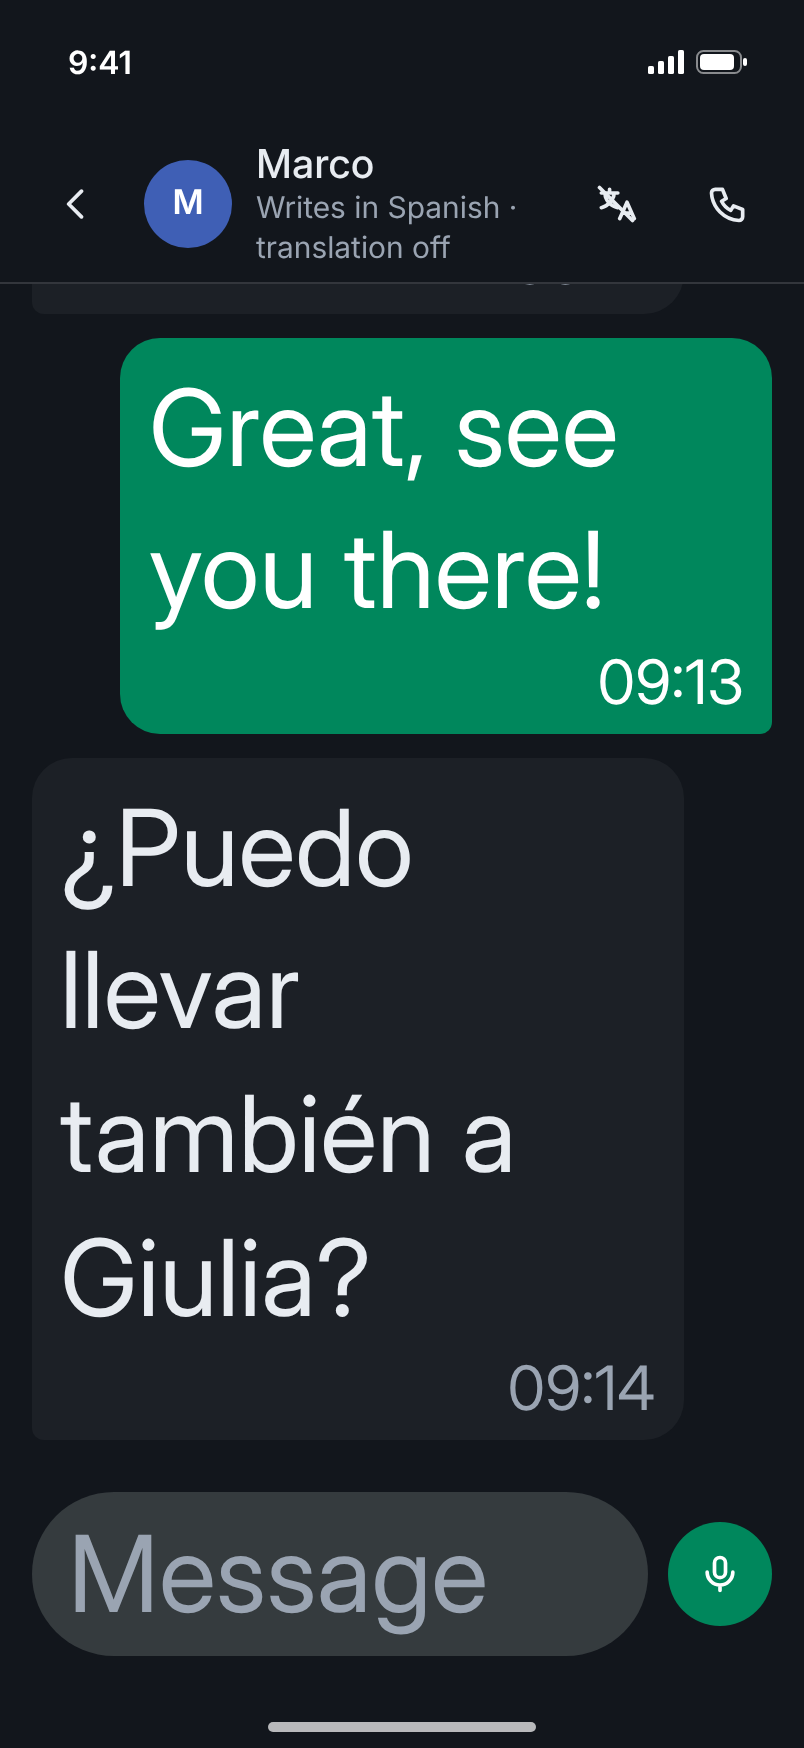 9:41
M
Marco
Writes in Spanish ·
translation off
Great, see
you there!
09:13
¿Puedo
llevar
también a
Giulia?
09:14
Message